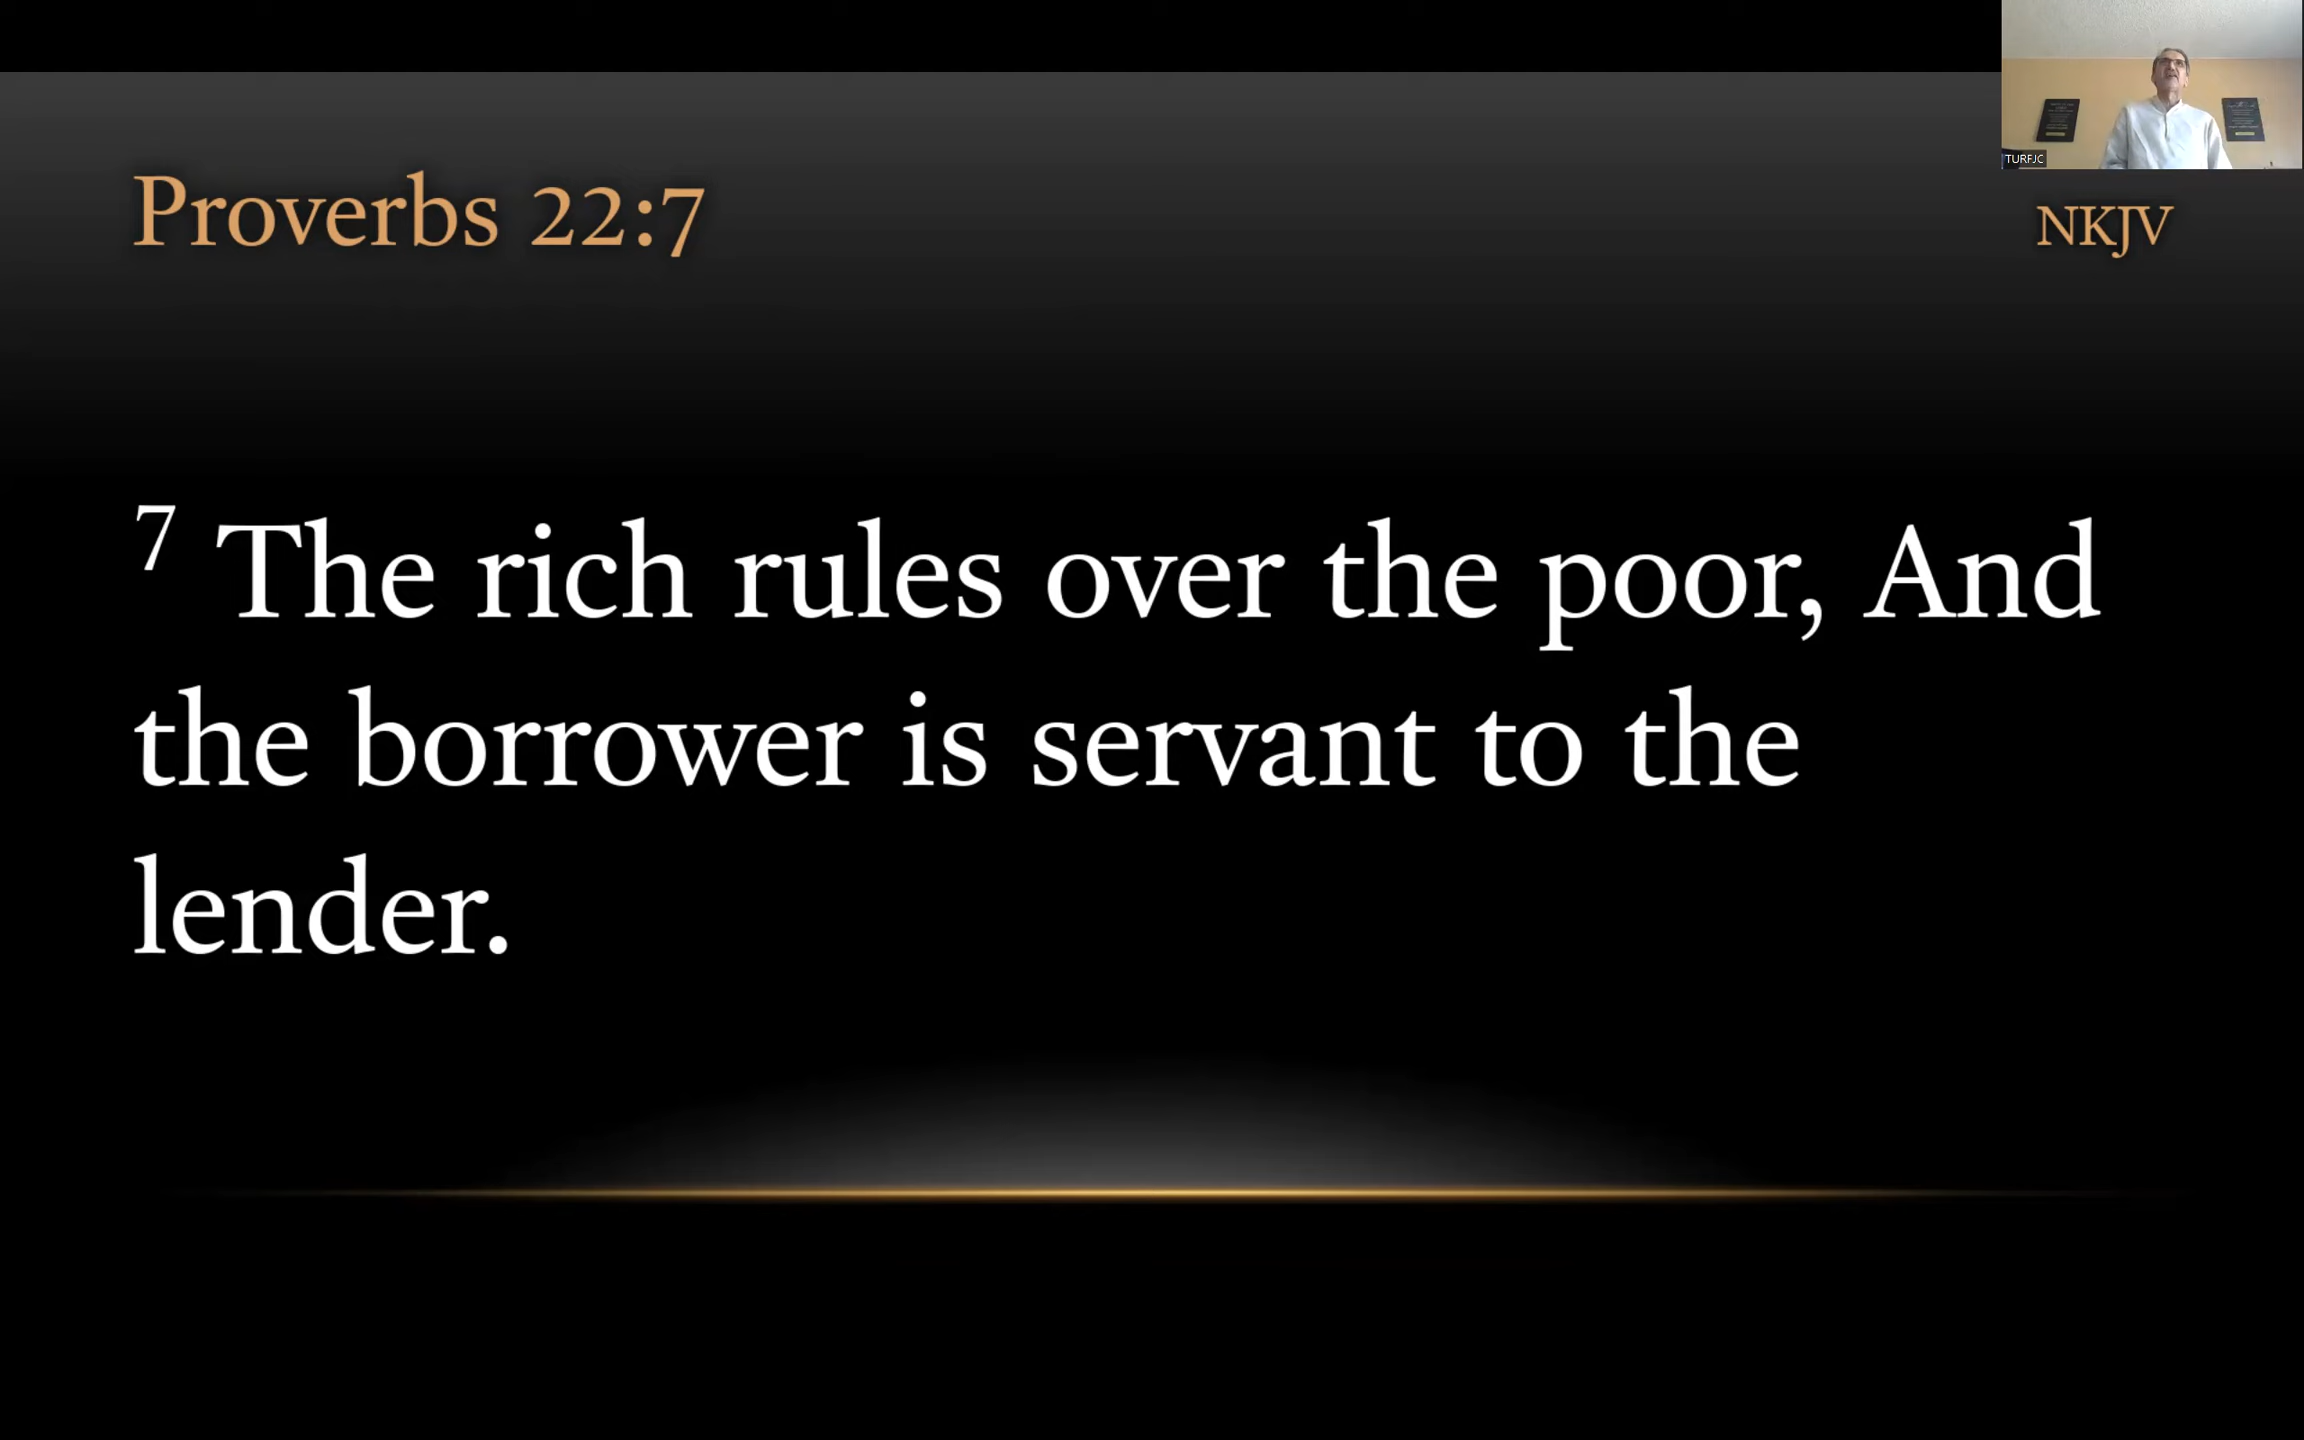 TURFJC
Proverbs 22:7
NKJV
7 The rich rules over the poor, And
the borrower is servant to the
lender.